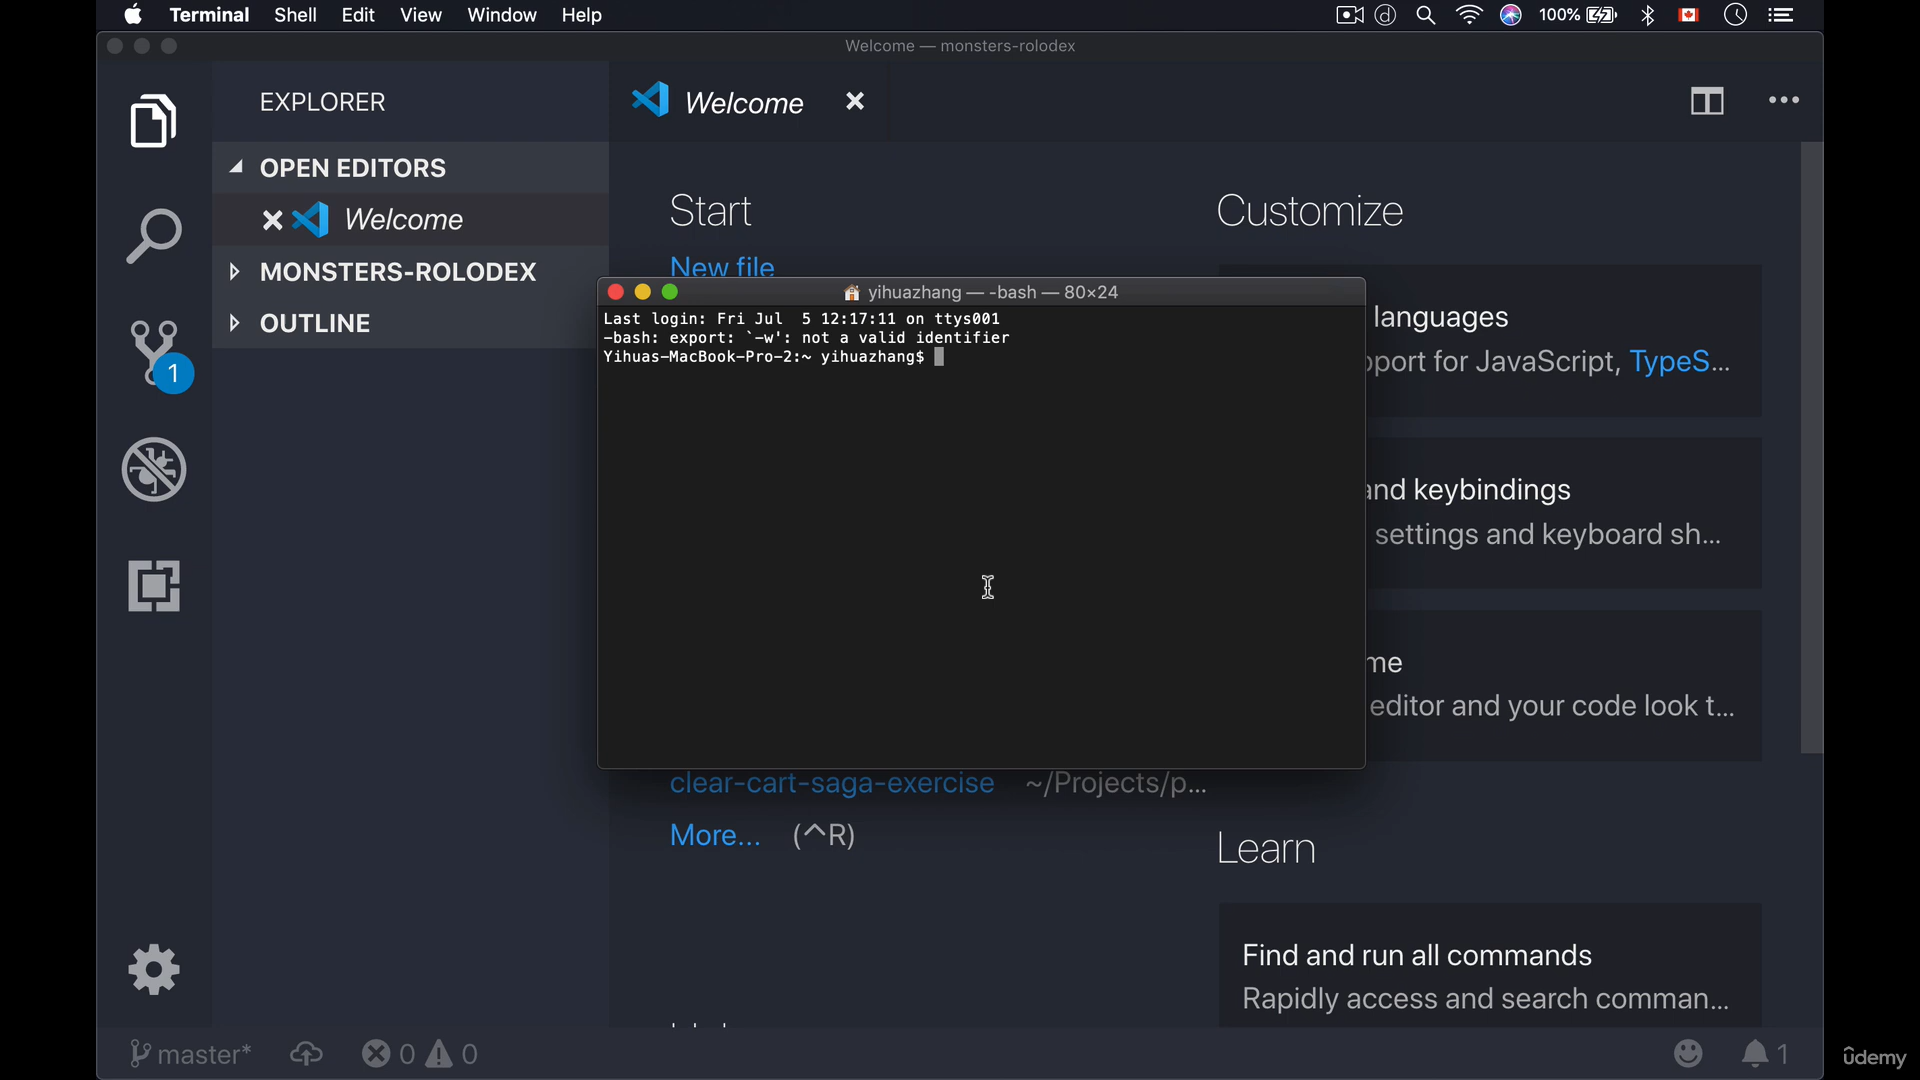 Terminal Shell Edit View Window Help 100%
Welcome — monsters-rolodex
EXPLORER
OPEN EDITORS
Welcome
MONSTERS-ROLODEX
OUTLINE
1
Welcome
Start
New file
Customize
languages
port for JavaScript, TypeS...
and keybindings
settings and keyboard sh...
me
editor and your code look t...
yihuazhang — -bash — 80×24
Last login: Fri Jul  5 12:17:11 on ttys001
-bash: export: `-w': not a valid identifier
Yihuas-MacBook-Pro-2:~ yihuazhang$
clear-cart-saga-exercise ~/Projects/p...
More... (^R)
Learn
Find and run all commands
Rapidly access and search comman...
master* 0 0 1
ûdemy